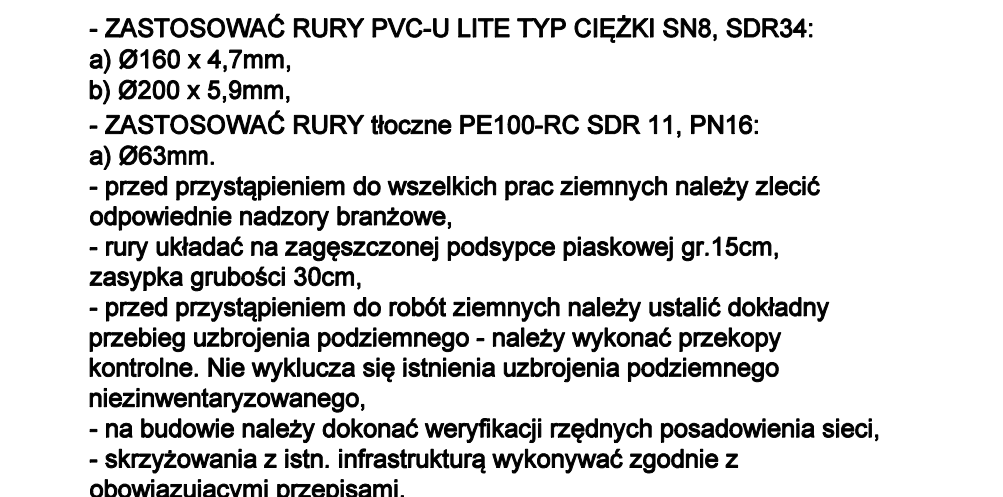 - ZASTOSOWAĆ RURY PVC-U LITE TYP CIĘŻKI SN8, SDR34:
a) Ø160 x 4,7mm,
b) Ø200 x 5,9mm,
- ZASTOSOWAĆ RURY tłoczne PE100-RC SDR 11, PN16:
a) Ø63mm.
- przed przystąpieniem do wszelkich prac ziemnych należy zlecić
odpowiednie nadzory branżowe,
- rury układać na zagęszczonej podsypce piaskowej gr.15cm,
zasypka grubości 30cm,
- przed przystąpieniem do robót ziemnych należy ustalić dokładny
przebieg uzbrojenia podziemnego - należy wykonać przekopy
kontrolne. Nie wyklucza się istnienia uzbrojenia podziemnego
niezinwentaryzowanego,
- na budowie należy dokonać weryfikacji rzędnych posadowienia sieci,
- skrzyżowania z istn. infrastrukturą wykonywać zgodnie z
obowiązującymi przepisami.